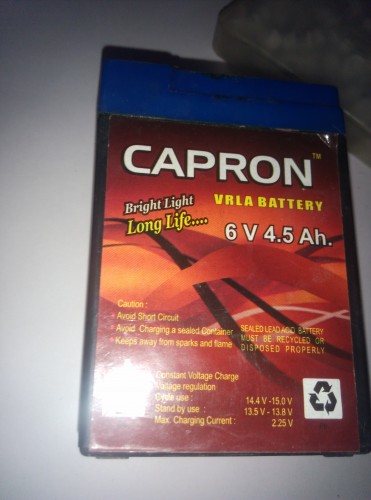 CAPRON™
VRLA BATTERY
Bright Light
Long Life....
6 V 4.5 Ah.
Caution :
- Avoid Short Circuit
- Avoid Charging a sealed Container
- Keeps away from sparks and flame
SEALED LEAD ACID BATTERY
MUST BE RECYCLED OR
DISPOSED PROPERLY
Constant Voltage Charge
Voltage regulation
Cycle use : 14.4 V -15.0 V
Stand by use : 13.5 V - 13.8 V
Max. Charging Current : 2.25 V